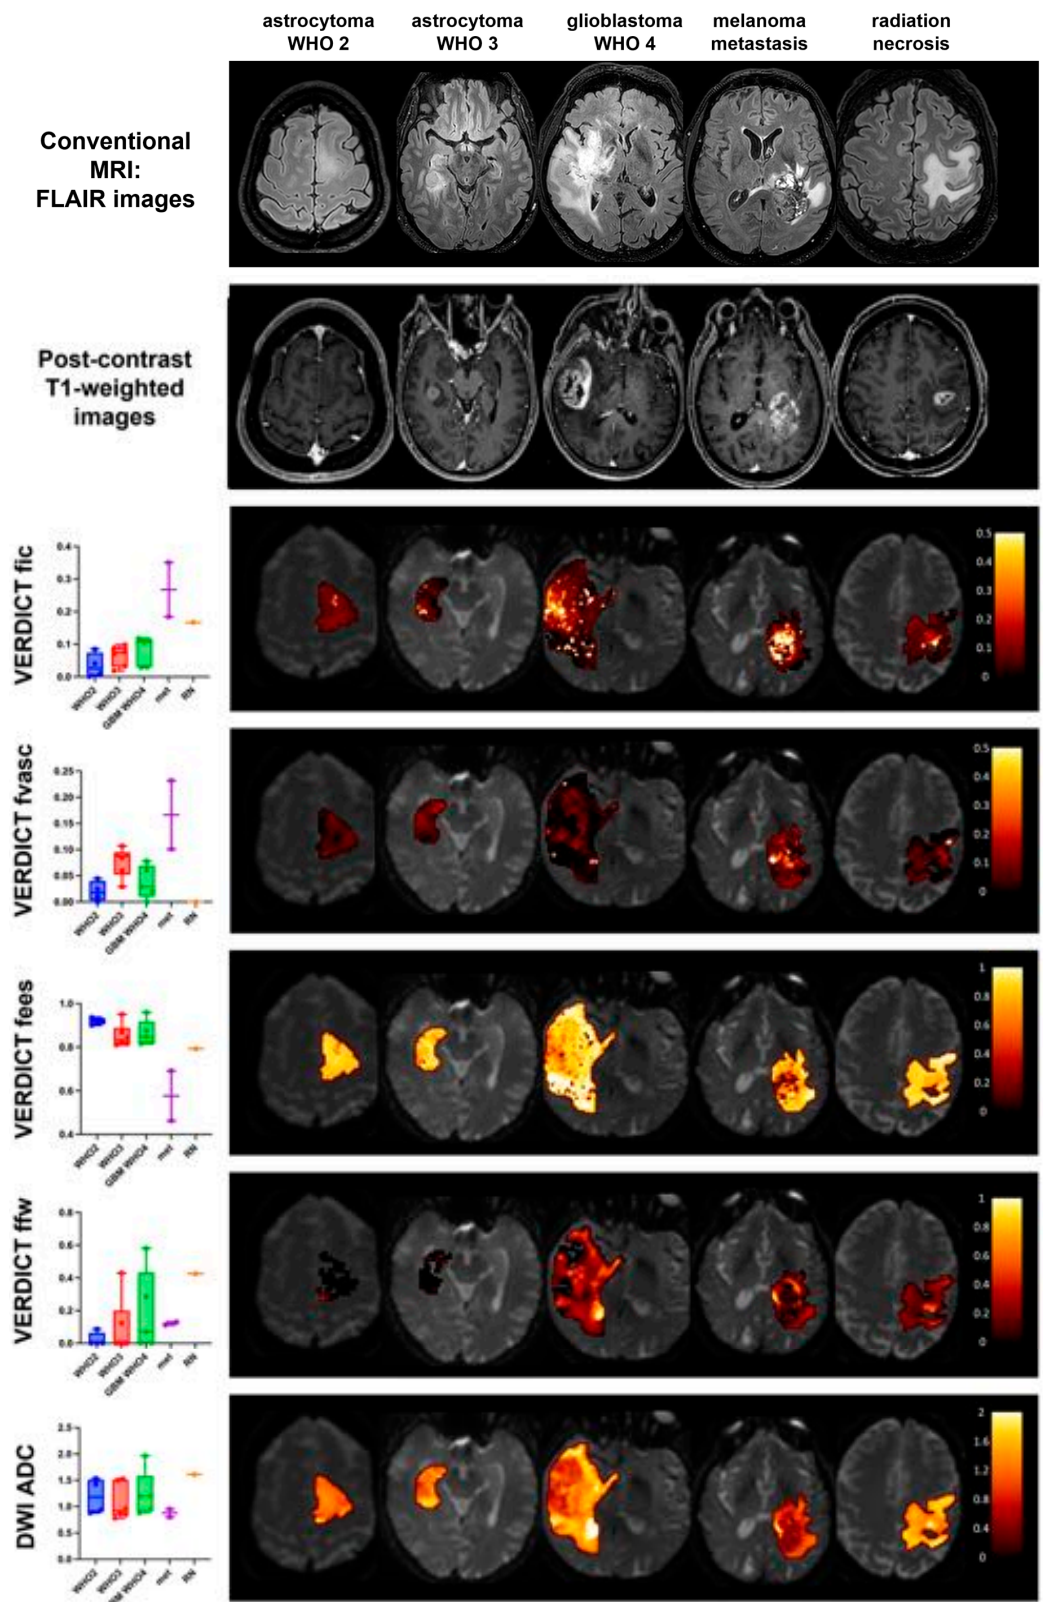 astrocytoma WHO 2
astrocytoma WHO 3
glioblastoma WHO 4
melanoma metastasis
radiation necrosis
Conventional
MRI:
FLAIR images
Post-contrast
T1-weighted
images
VERDICT fic
0.4
0.3
0.2
0.1
0.0
WHO2
WHO3
GBM WHO4
met
RN
0.5
0.4
0.3
0.2
0.1
0
VERDICT fvasc
0.25
0.20
0.15
0.10
0.05
0.00
WHO2
WHO3
GBM WHO4
met
RN
0.5
0.4
0.3
0.2
0.1
0
VERDICT fees
1.0
0.8
0.6
0.4
WHO2
WHO3
GBM WHO4
met
RN
1
0.8
0.6
0.4
0.2
0
VERDICT ffw
0.8
0.6
0.4
0.2
0.0
WHO2
WHO3
GBM WHO4
met
RN
1
0.8
0.6
0.4
0.2
0
DWI ADC
2.5
2.0
1.5
1.0
0.5
0.0
WHO2
WHO3
BM WHO4
met
RN
2
1.6
1.2
0.8
0.4
0